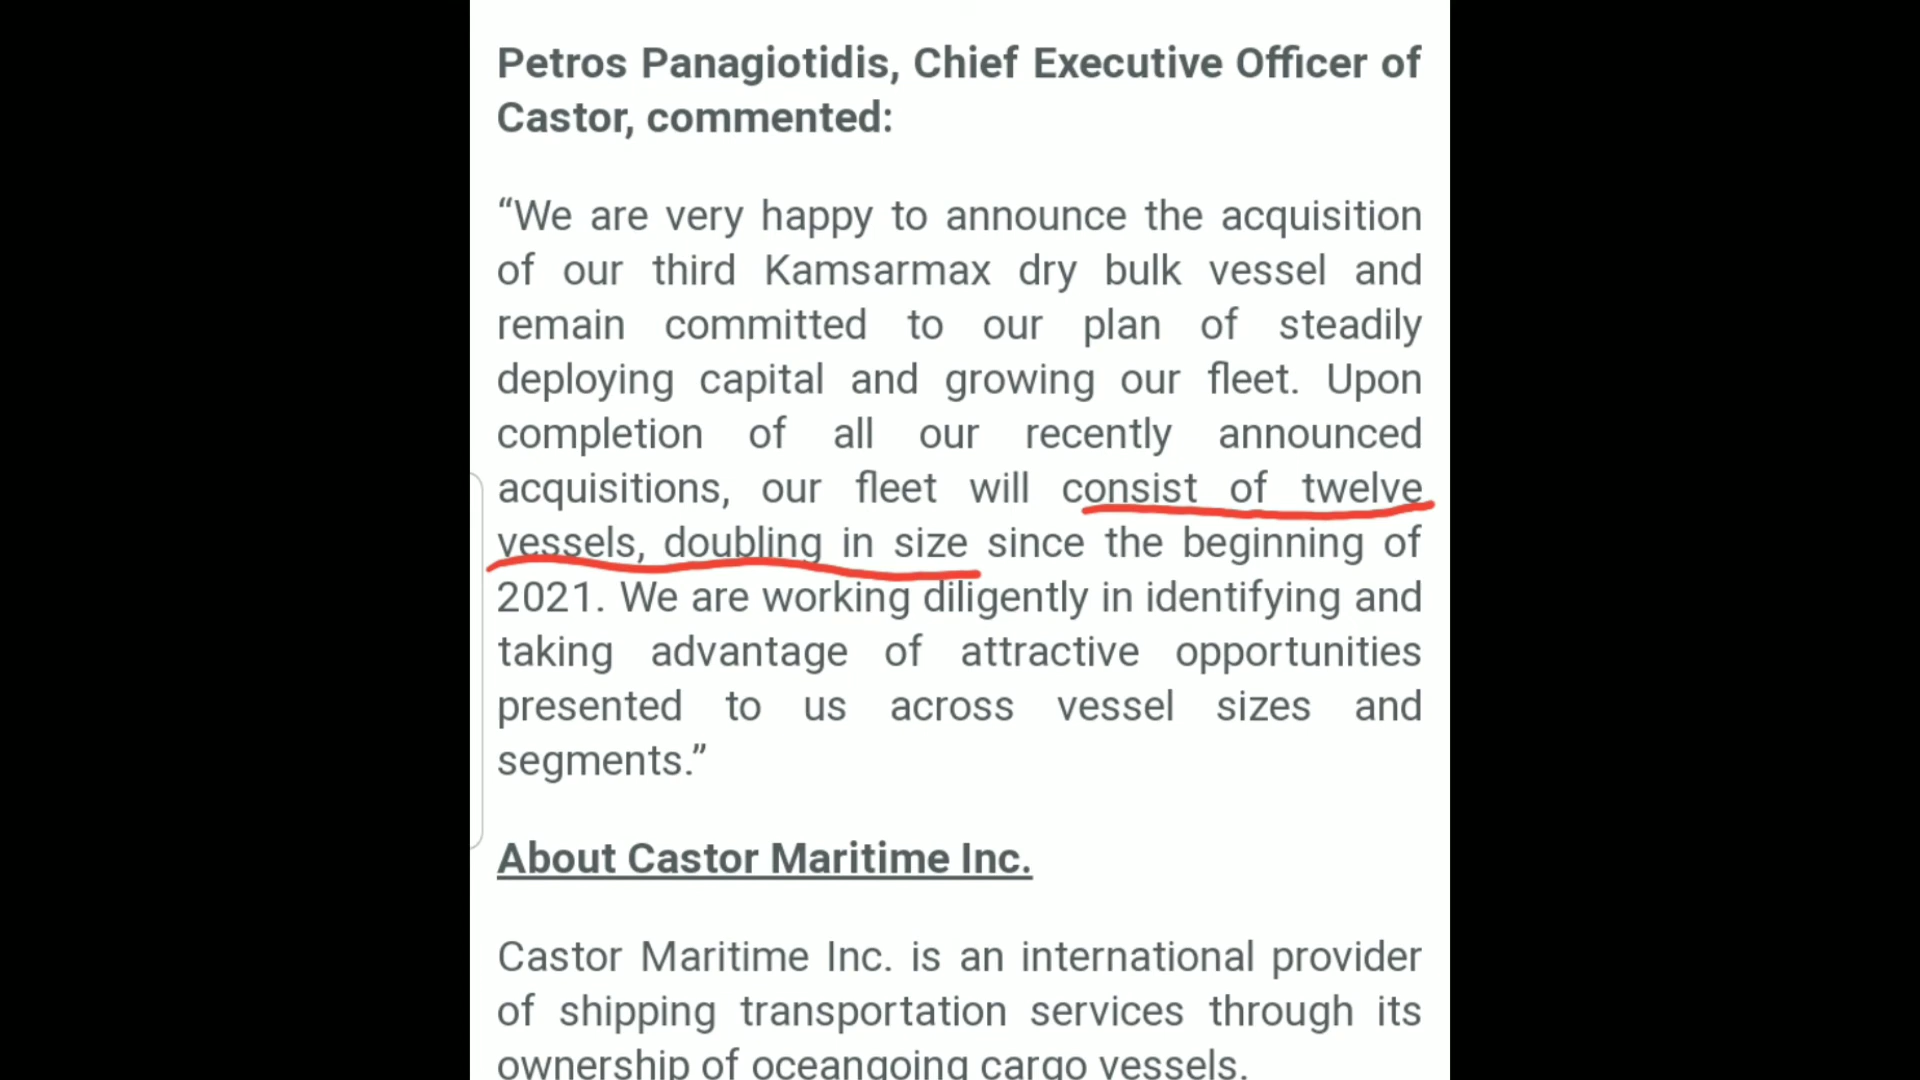 Petros Panagiotidis, Chief Executive Officer of
Castor, commented:
“We are very happy to announce the acquisition
of our third Kamsarmax dry bulk vessel and
remain committed to our plan of steadily
deploying capital and growing our fleet. Upon
completion of all our recently announced
acquisitions, our fleet will consist of twelve
vessels, doubling in size since the beginning of
2021. We are working diligently in identifying and
taking advantage of attractive opportunities
presented to us across vessel sizes and
segments.”
About Castor Maritime Inc.
Castor Maritime Inc. is an international provider
of shipping transportation services through its
ownership of oceangoing cargo vessels.